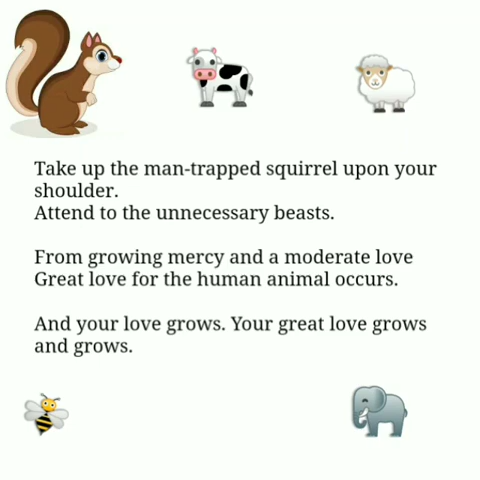 Take up the man-trapped squirrel upon your
shoulder.
Attend to the unnecessary beasts.
From growing mercy and a moderate love
Great love for the human animal occurs.
And your love grows. Your great love grows
and grows.